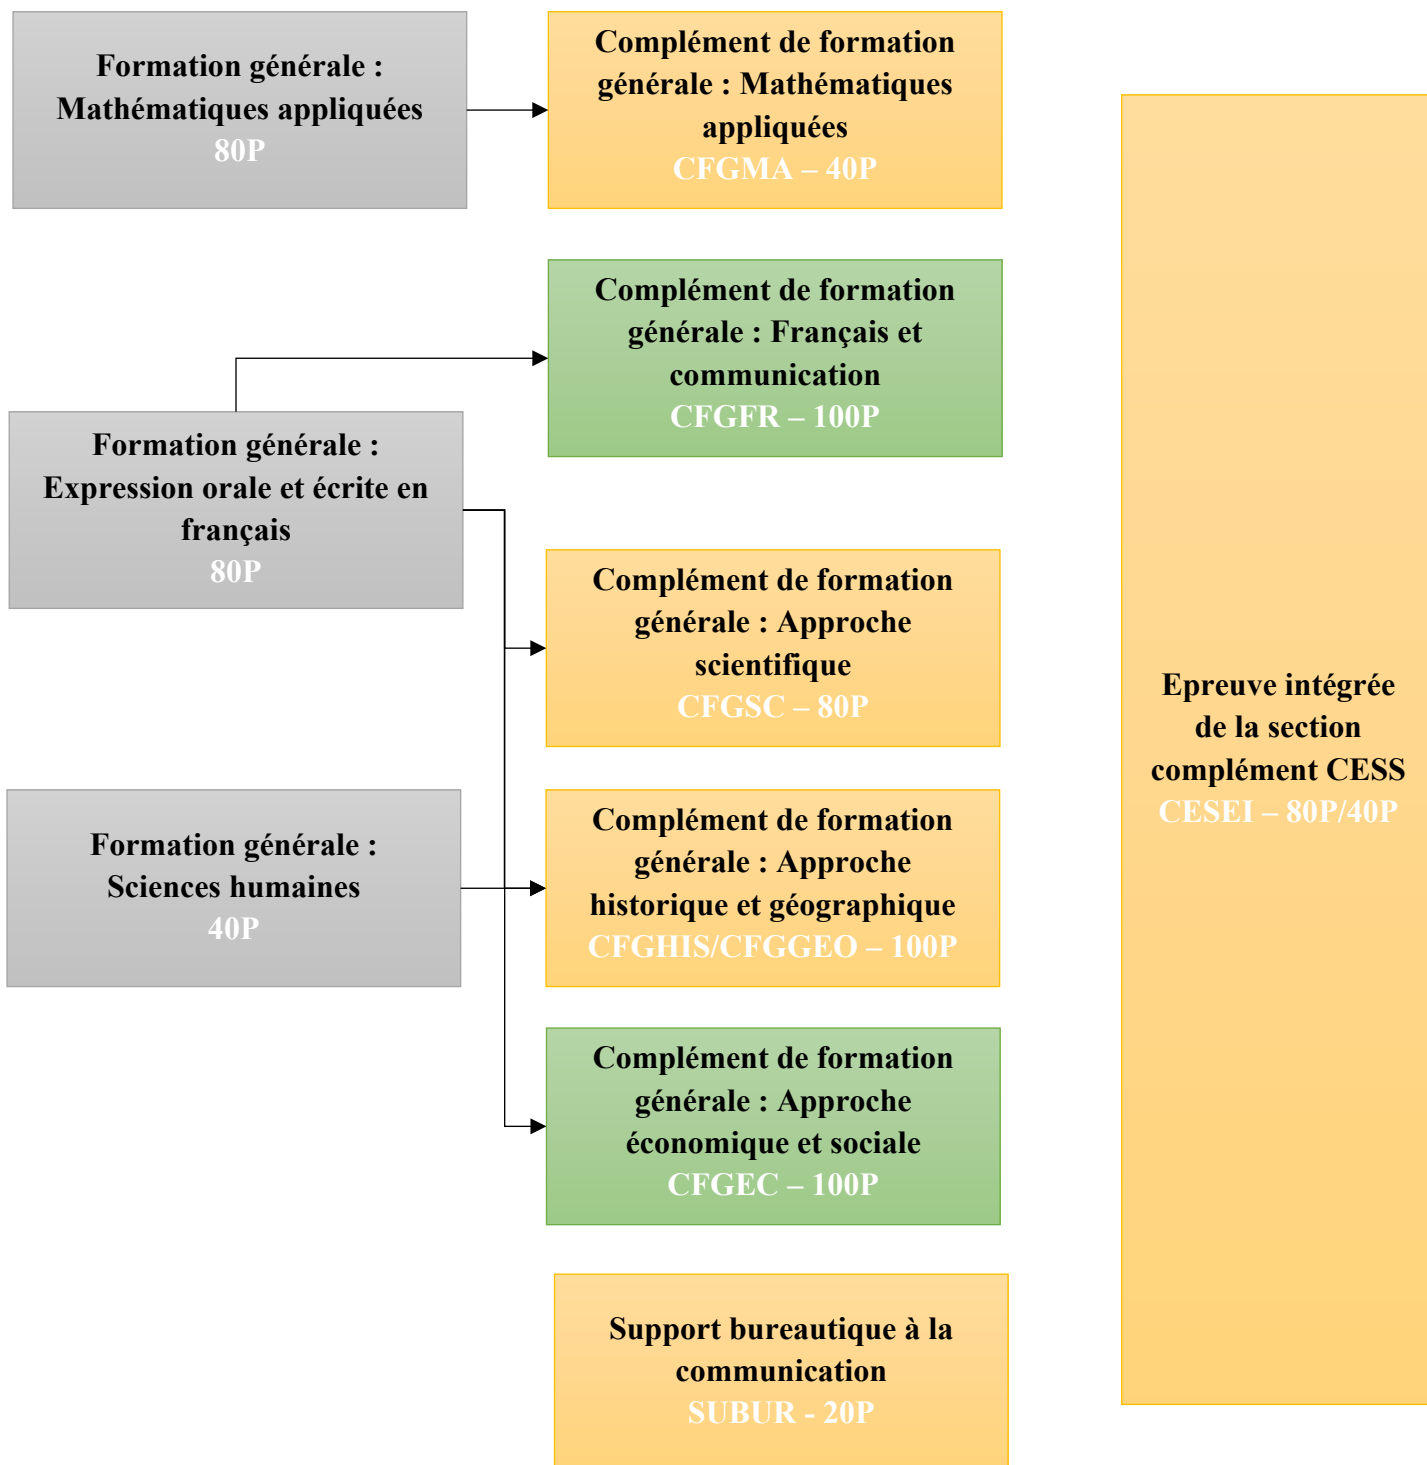 Formation générale :
Mathématiques appliquées
80P
Complément de formation
générale : Mathématiques
appliquées
CFGMA – 40P
Complément de formation
générale : Français et
communication
CFGFR – 100P
Formation générale :
Expression orale et écrite en
français
80P
Complément de formation
générale : Approche
scientifique
CFGSC – 80P
Formation générale :
Sciences humaines
40P
Complément de formation
générale : Approche
historique et géographique
CFGHIS/CFGGEO – 100P
Complément de formation
générale : Approche
économique et sociale
CFGEC – 100P
Support bureautique à la
communication
SUBUR - 20P
Epreuve intégrée
de la section
complément CESS
CESEI – 80P/40P